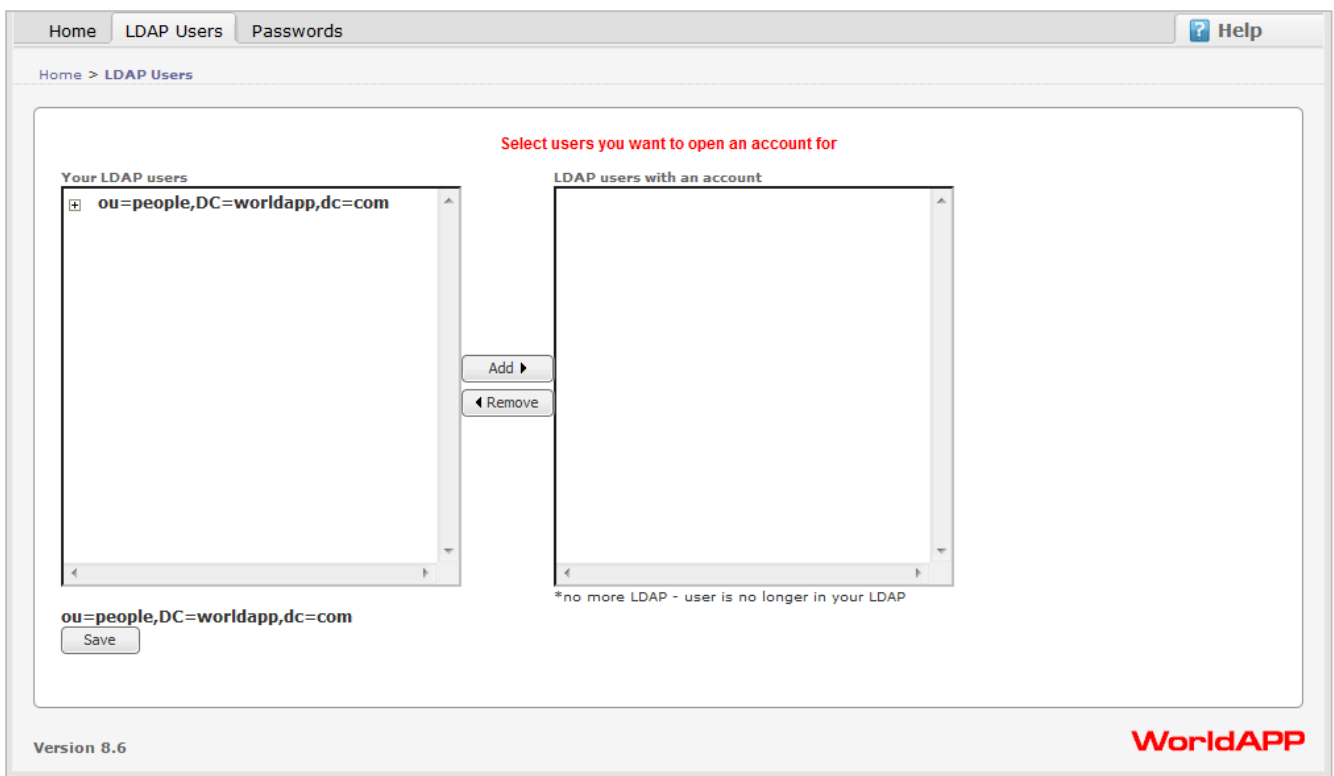 Home LDAP Users Passwords Help
Home > LDAP Users
Select users you want to open an account for
Your LDAP users LDAP users with an account
ou=people,DC=worldapp,dc=com
Add
Remove
*no more LDAP - user is no longer in your LDAP
ou=people,DC=worldapp,dc=com
Save
Version 8.6 WorldAPP